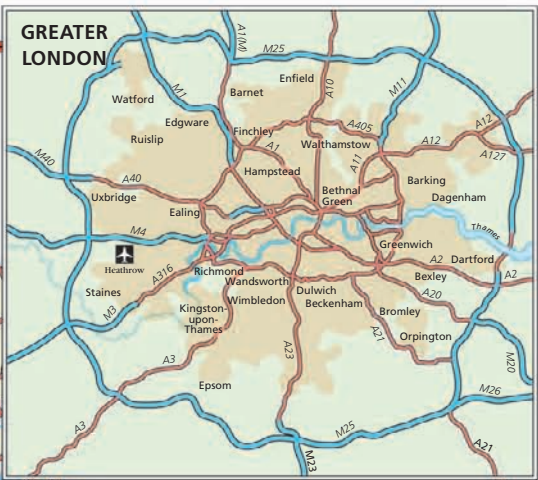 GREATER
LONDON
A1(M)
M25
Enfield
A10
M11
M1
Barnet
Watford
Edgware
Ruislip
Finchley
A405
Walthamstow
A12
A12
A127
A1
A11
M40
A40
Hampstead
Uxbridge
Bethnal
Green
Barking
Dagenham
Ealing
M4
Thames
Greenwich
Heathrow
A316
Richmond
A2
Dartford
A2
Bexley
Staines
Wandsworth
Dulwich
A20
Wimbledon
Beckenham
M3
Kingston-
upon-
Thames
Bromley
A21
Orpington
A23
A3
M20
Epsom
M26
A3
M25
M23
A21